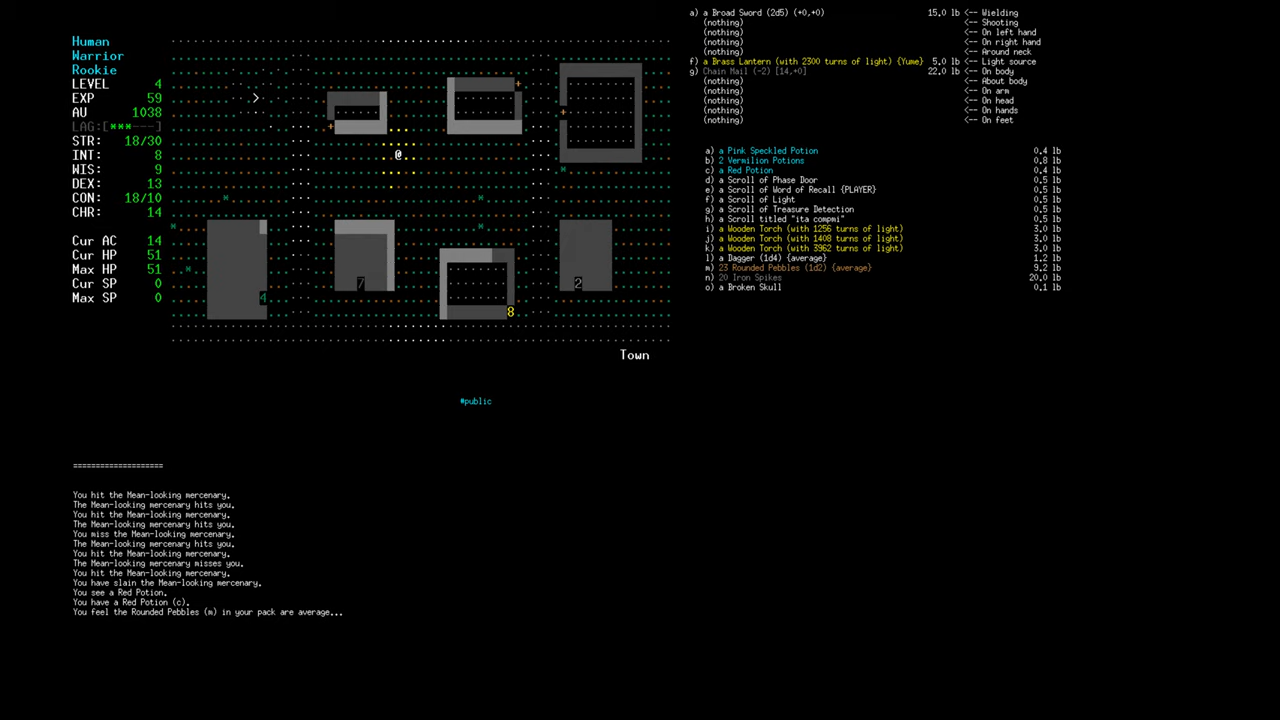 Human
Warrior
Rookie
LEVEL 4
EXP 59
AU 1038
LAG:[***---]
STR: 18/30
INT: 8
WIS: 9
DEX: 13
CON: 18/10
CHR: 14
Cur AC 14
Cur HP 51
Max HP 51
Cur SP 0
Max SP 0
>
@
4
7
8
2
Town
a) a Broad Sword (2d5) (+0,+0) 15.0 lb <-- Wielding
(nothing) <-- Shooting
(nothing) <-- On left hand
(nothing) <-- On right hand
(nothing) <-- Around neck
f) a Brass Lantern (with 2300 turns of light) {Yume} 5.0 lb <-- Light source
g) Chain Mail (-2) [14,+0] 22.0 lb <-- On body
(nothing) <-- About body
(nothing) <-- On arm
(nothing) <-- On head
(nothing) <-- On hands
(nothing) <-- On feet
a) a Pink Speckled Potion 0.4 lb
b) 2 Vermilion Potions 0.8 lb
c) a Red Potion 0.4 lb
d) a Scroll of Phase Door 0.5 lb
e) a Scroll of Word of Recall {PLAYER} 0.5 lb
f) a Scroll of Light 0.5 lb
g) a Scroll of Treasure Detection 0.5 lb
h) a Scroll titled "ita compmi" 0.5 lb
i) a Wooden Torch (with 1256 turns of light) 3.0 lb
j) a Wooden Torch (with 1408 turns of light) 3.0 lb
k) a Wooden Torch (with 3962 turns of light) 3.0 lb
l) a Dagger (1d4) {average} 1.2 lb
m) 23 Rounded Pebbles (1d2) {average} 9.2 lb
n) 20 Iron Spikes 20.0 lb
o) a Broken Skull 0.1 lb
#public
===================
You hit the Mean-looking mercenary.
The Mean-looking mercenary hits you.
You hit the Mean-looking mercenary.
The Mean-looking mercenary hits you.
You miss the Mean-looking mercenary.
The Mean-looking mercenary hits you.
You hit the Mean-looking mercenary.
The Mean-looking mercenary misses you.
You hit the Mean-looking mercenary.
You have slain the Mean-looking mercenary.
You see a Red Potion.
You have a Red Potion (c).
You feel the Rounded Pebbles (m) in your pack are average...